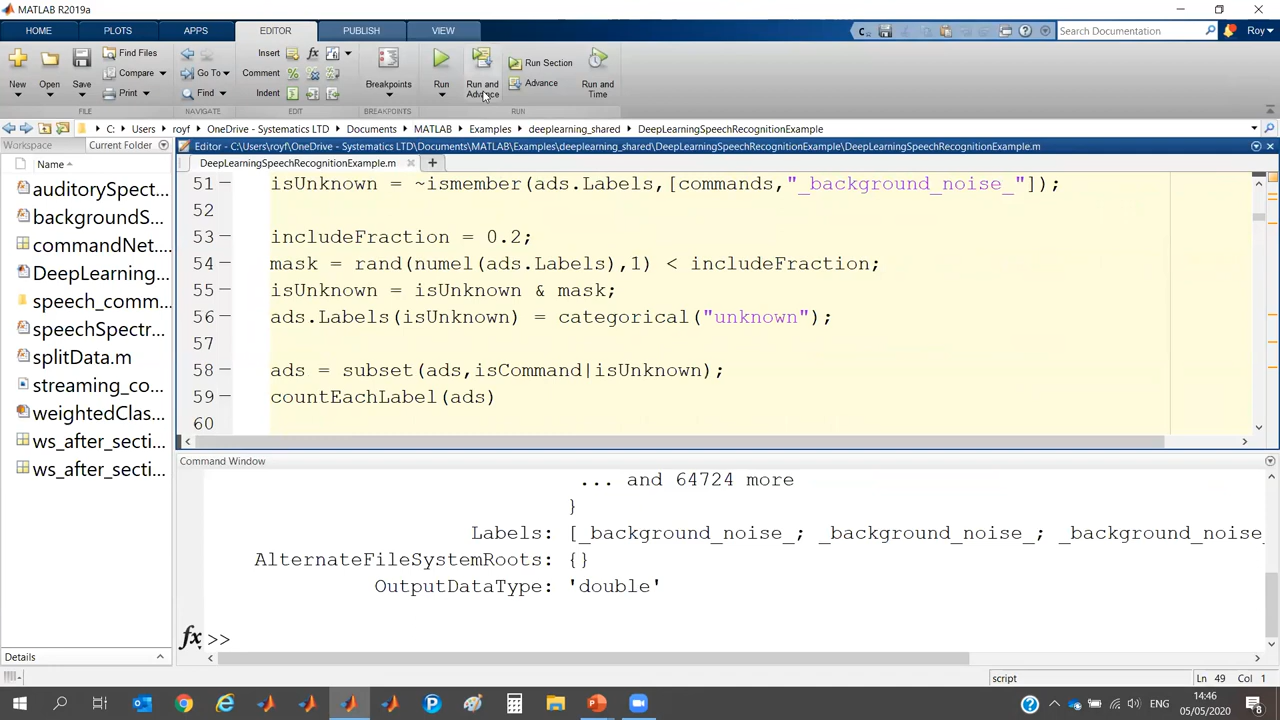 MATLAB R2019a
HOME PLOTS APPS EDITOR PUBLISH VIEW Search Documentation Roy
New Open Save Find Files Compare Print Go To Find Insert fx Comment Indent Breakpoints Run Run and Advance Run Section Advance Run and Time
FILE NAVIGATE EDIT BREAKPOINTS RUN
C: Users royf OneDrive - Systematics LTD Documents MATLAB Examples deeplearning_shared DeepLearningSpeechRecognitionExample
Workspace Current Folder
Editor - C:\Users\royf\OneDrive - Systematics LTD\Documents\MATLAB\Examples\deeplearning_shared\DeepLearningSpeechRecognitionExample\DeepLearningSpeechRecognitionExample.m
Name
DeepLearningSpeechRecognitionExample.m
auditorySpect...
backgroundS...
commandNet....
DeepLearning...
speech_comm...
speechSpectr...
splitData.m
streaming_co...
weightedClas...
ws_after_secti...
ws_after_secti...
Details
51 isUnknown = ~ismember(ads.Labels,[commands,"_background_noise_"]);
52
53 includeFraction = 0.2;
54 mask = rand(numel(ads.Labels),1) < includeFraction;
55 isUnknown = isUnknown & mask;
56 ads.Labels(isUnknown) = categorical("unknown");
57
58 ads = subset(ads,isCommand|isUnknown);
59 countEachLabel(ads)
60
Command Window
... and 64724 more
}
Labels: [_background_noise_; _background_noise_; _background_noise_
AlternateFileSystemRoots: {}
OutputDataType: 'double'
fx >>
script Ln 49 Col 1
ENG 14:46
05/05/2020
8